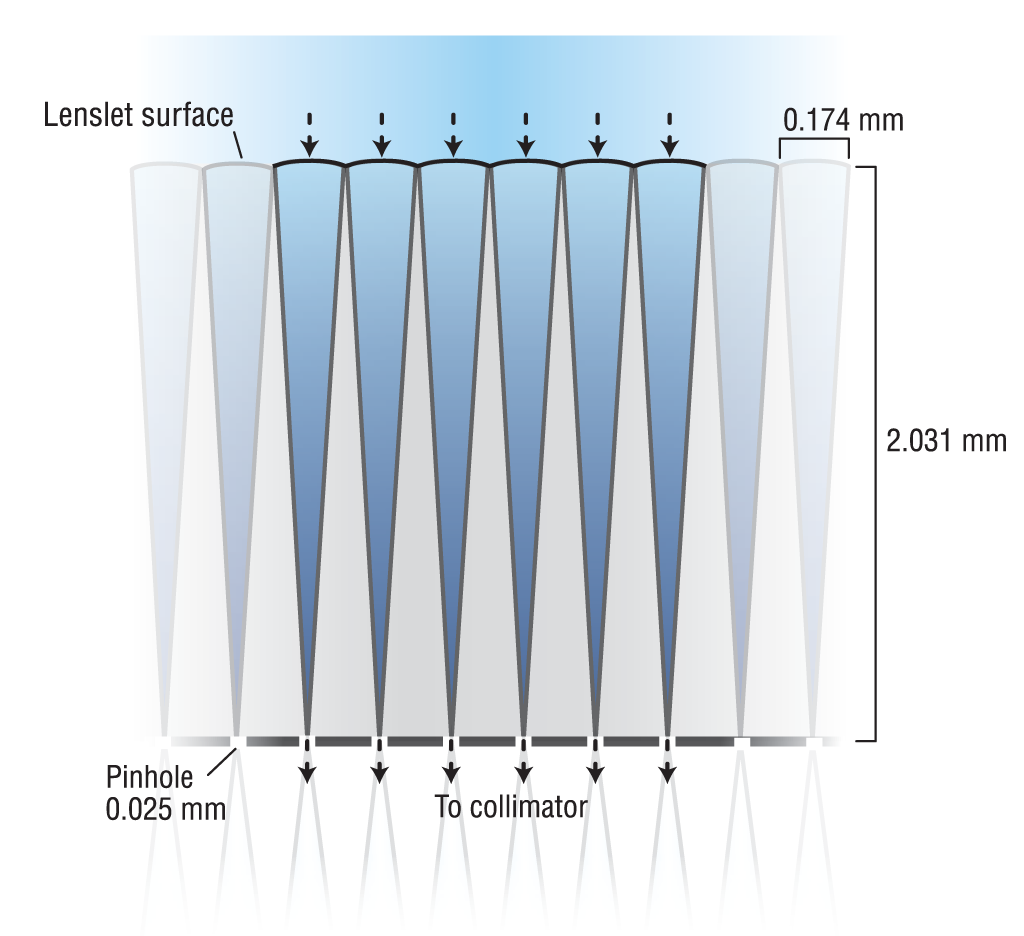 Lenslet surface
0.174 mm
2.031 mm
Pinhole
0.025 mm
To collimator